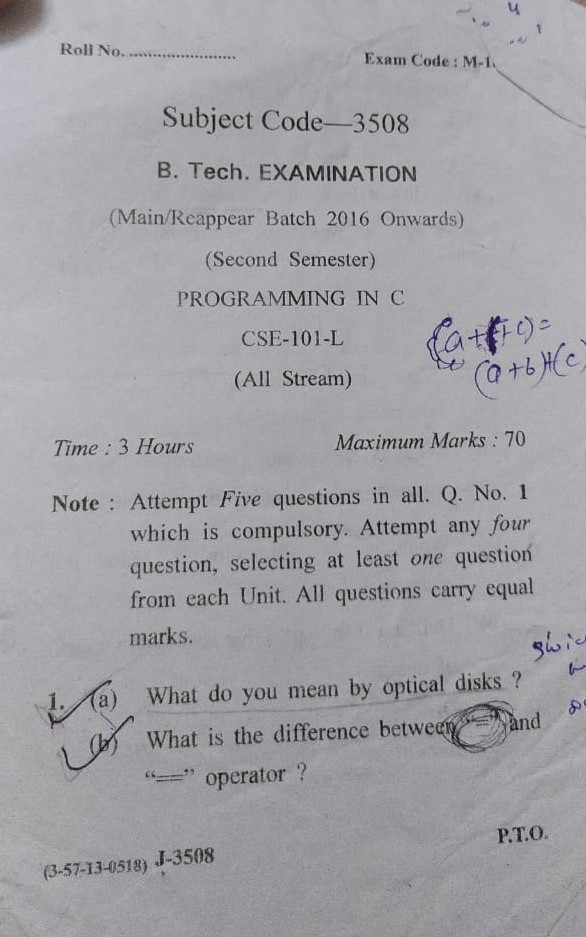 Roll No. ........................
Exam Code : M-1.
Subject Code—3508
B. Tech. EXAMINATION
(Main/Reappear Batch 2016 Onwards)
(Second Semester)
PROGRAMMING IN C
CSE-101-L
(All Stream)
(a+b)+(c
Time : 3 Hours Maximum Marks : 70
Note : Attempt Five questions in all. Q. No. 1
which is compulsory. Attempt any four
question, selecting at least one question
from each Unit. All questions carry equal
marks.
1. (a) What do you mean by optical disks ?
(b) What is the difference between "=" and
"==" operator ?
P.T.O.
(3-57-13-0518) J-3508